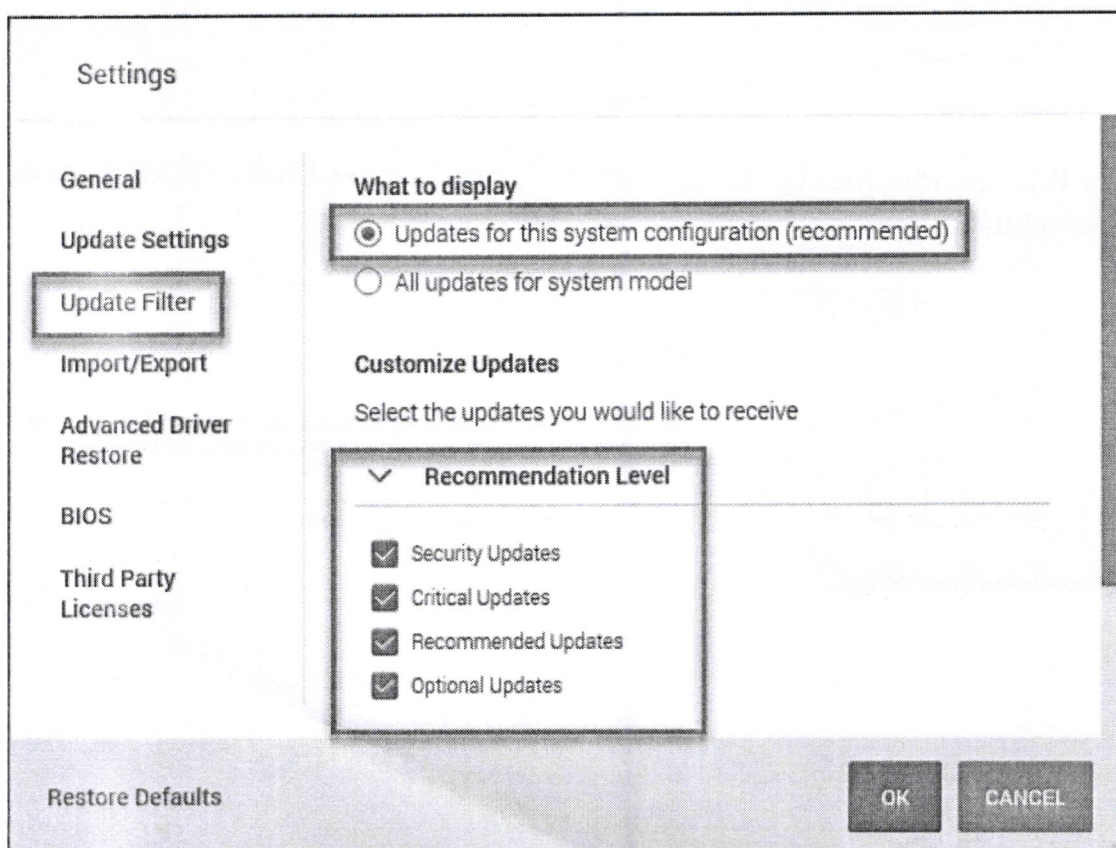 Settings
General
Update Settings
Update Filter
Import/Export
Advanced Driver
Restore
BIOS
Third Party
Licenses
What to display
Updates for this system configuration (recommended)
All updates for system model
Customize Updates
Select the updates you would like to receive
Recommendation Level
Security Updates
Critical Updates
Recommended Updates
Optional Updates
Restore Defaults
OK
CANCEL